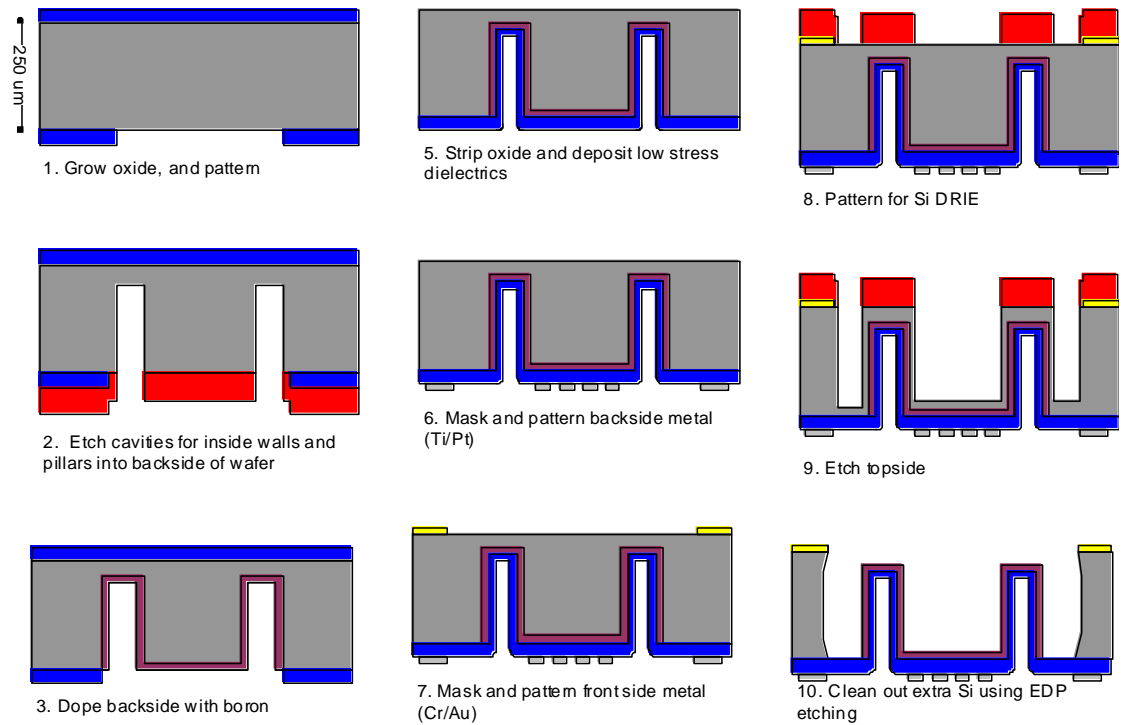 250 um
1. Grow oxide, and pattern
2. Etch cavities for inside walls and
pillars into backside of wafer
3. Dope backside with boron
5. Strip oxide and deposit low stress
dielectrics
6. Mask and pattern backside metal
(Ti/Pt)
7. Mask and pattern front side metal
(Cr/Au)
8. Pattern for Si DRIE
9. Etch topside
10. Clean out extra Si using EDP
etching